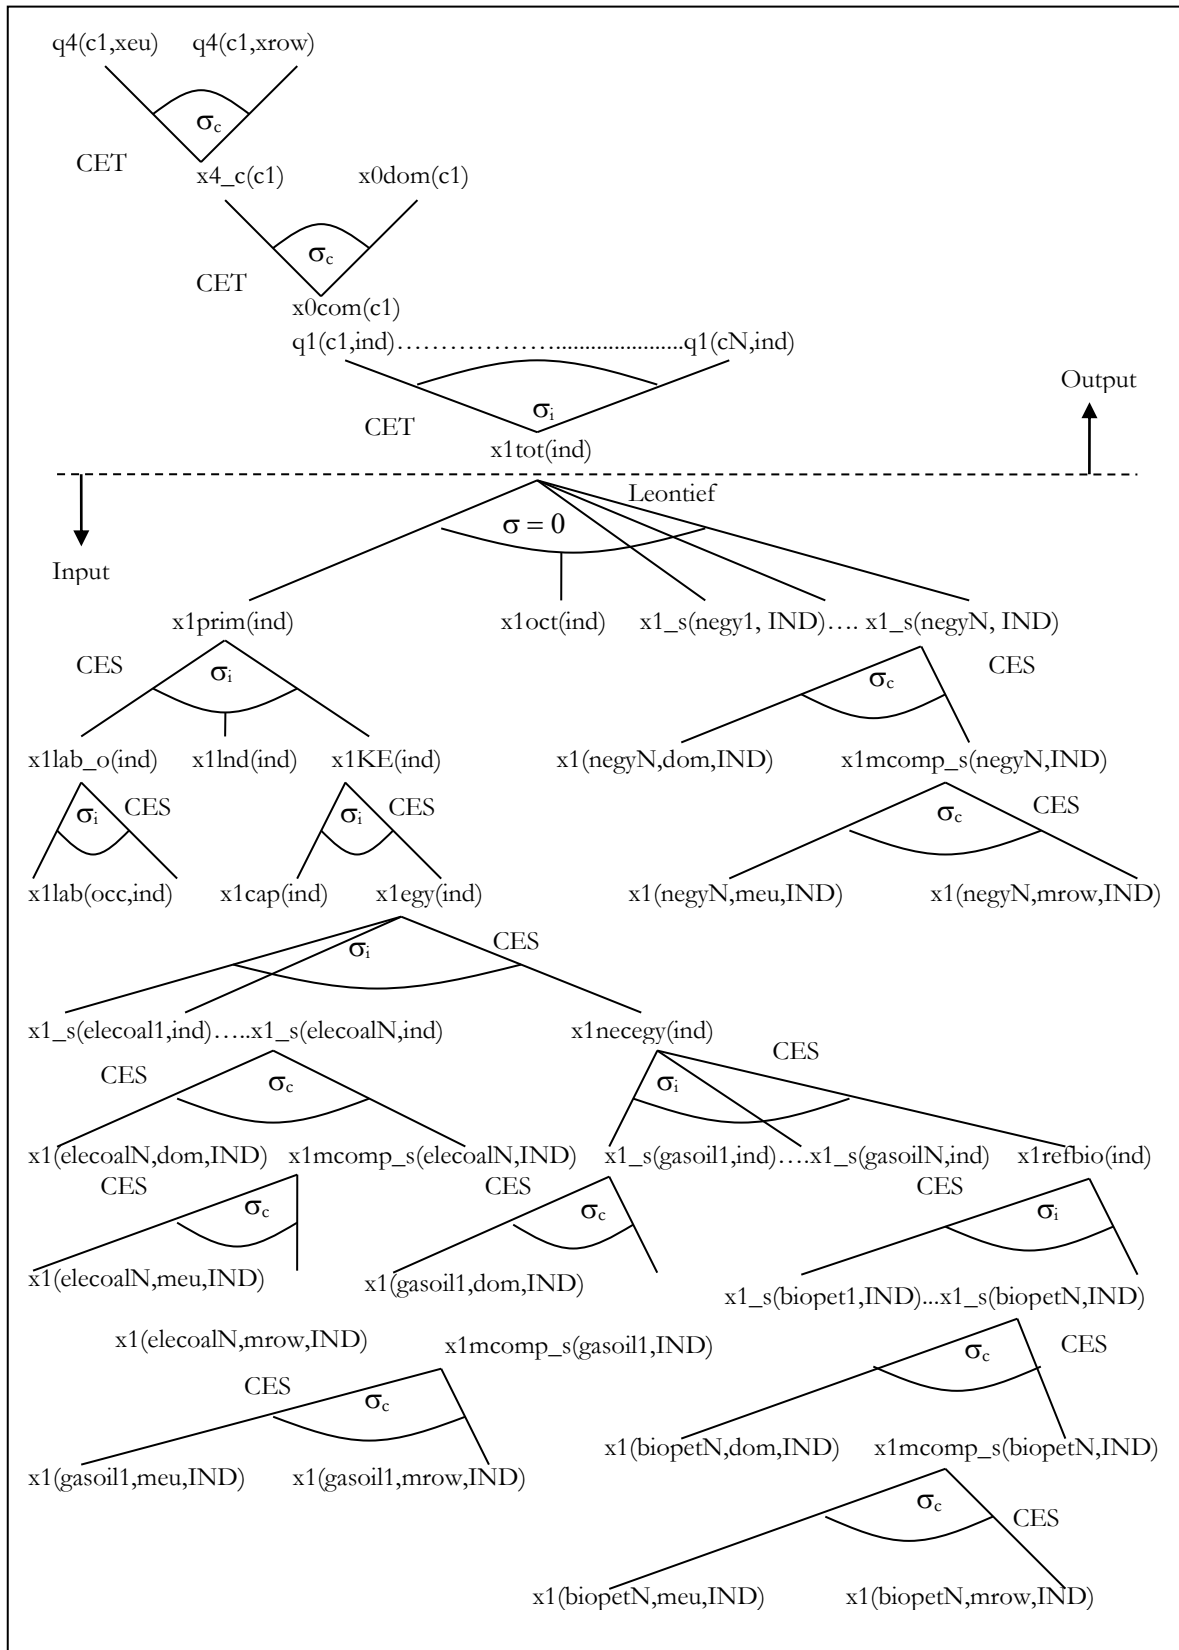 q4(c1,xeu) q4(c1,xrow)
σc
CET
x4_c(c1) x0dom(c1)
σc
CET
x0com(c1)
q1(c1,ind)………………......................q1(cN,ind)
Output
σi
CET
x1tot(ind)
Leontief
σ = 0
Input
x1prim(ind) x1oct(ind) x1_s(negy1, IND)…. x1_s(negyN, IND)
CES σi σc CES
x1lab_o(ind) x1lnd(ind) x1KE(ind) x1(negyN,dom,IND) x1mcomp_s(negyN,IND)
σi CES σi CES σc CES
x1lab(occ,ind) x1cap(ind) x1egy(ind) x1(negyN,meu,IND) x1(negyN,mrow,IND)
σi CES
x1_s(elecoal1,ind)…..x1_s(elecoalN,ind) x1necegy(ind)
CES σc σi CES
x1(elecoalN,dom,IND) x1mcomp_s(elecoalN,IND) x1_s(gasoil1,ind)….x1_s(gasoilN,ind) x1refbio(ind)
CES σc CES σc CES σi
x1(elecoalN,meu,IND) x1(gasoil1,dom,IND) x1_s(biopet1,IND)...x1_s(biopetN,IND)
x1(elecoalN,mrow,IND) x1mcomp_s(gasoil1,IND)
σc CES
CES σc
x1(biopetN,dom,IND) x1mcomp_s(biopetN,IND)
x1(gasoil1,meu,IND) x1(gasoil1,mrow,IND)
σc CES
x1(biopetN,meu,IND) x1(biopetN,mrow,IND)